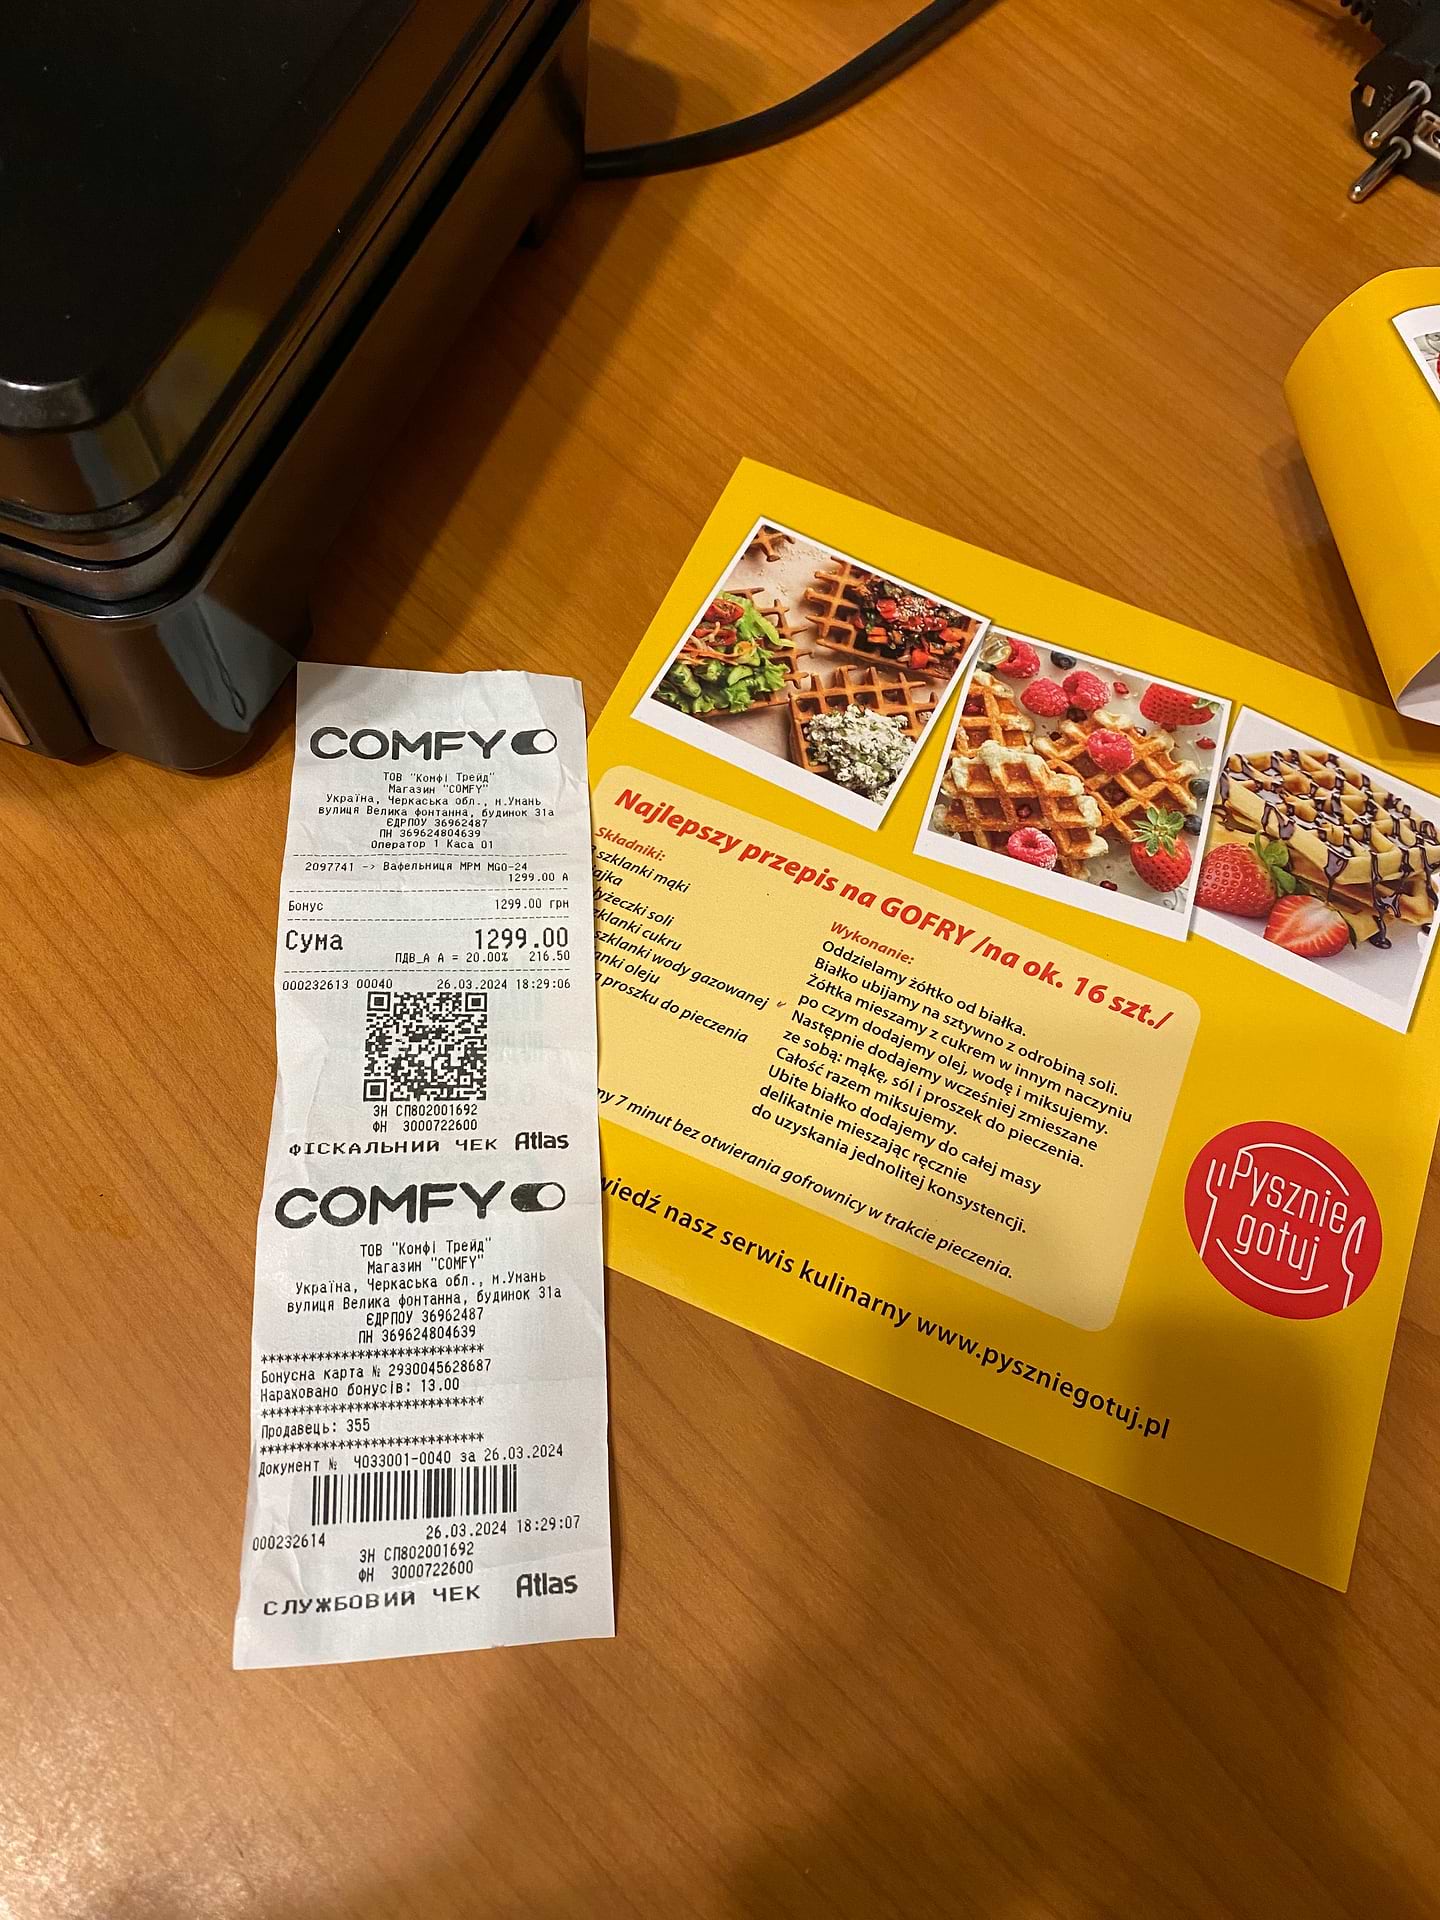 COMFY
ТОВ "Комфі Трейд"
Магазин "COMFY"
Україна, Черкаська обл., м.Умань
вулиця Велика фонтанна, будинок 31а
ЄДРПОУ 36962487
ПН 369624804639
Оператор 1 Каса 01
2097741 -> Вафельниця MPM MGO-24
1299.00 А
Бонус 1299.00 грн
Сума 1299.00
ПДВ_А А = 20.00% 216.50
000232613 00040 26.03.2024 18:29:06
ЗН СП802001692
ФН 3000722600
ФІСКАЛЬНИЙ ЧЕК Atlas
COMFY
ТОВ "Комфі Трейд"
Магазин "COMFY"
Україна, Черкаська обл., м.Умань
вулиця Велика фонтанна, будинок 31а
ЄДРПОУ 36962487
ПН 369624804639
***************************
Бонусна карта № 2930045628687
Нараховано бонусів: 13.00
***************************
Продавець: 355
***************************
Документ № Ч033001-0040 за 26.03.2024
000232614 26.03.2024 18:29:07
ЗН СП802001692
ФН 3000722600
СЛУЖБОВИЙ ЧЕК Atlas
Najlepszy przepis na GOFRY /na ok. 16 szt./
Składniki:
szklanki mąki
soli
cukru
szklanki wody gazowanej
oleju
proszku do pieczenia
Wykonanie:
Oddzielamy żółtko od białka.
Białko ubijamy na sztywno z odrobiną soli.
Żółtka mieszamy z cukrem w innym naczyniu
po czym dodajemy olej, wodę i miksujemy.
Następnie dodajemy wcześniej zmieszane
ze sobą: mąkę, sól i proszek do pieczenia.
Całość razem miksujemy.
Ubite białko dodajemy do całej masy
delikatnie mieszając ręcznie
do uzyskania jednolitej konsystencji.
7 minut bez otwierania gofrownicy w trakcie pieczenia.
nasz serwis kulinarny www.pyszniegotuj.pl
Pysznie
gotuj